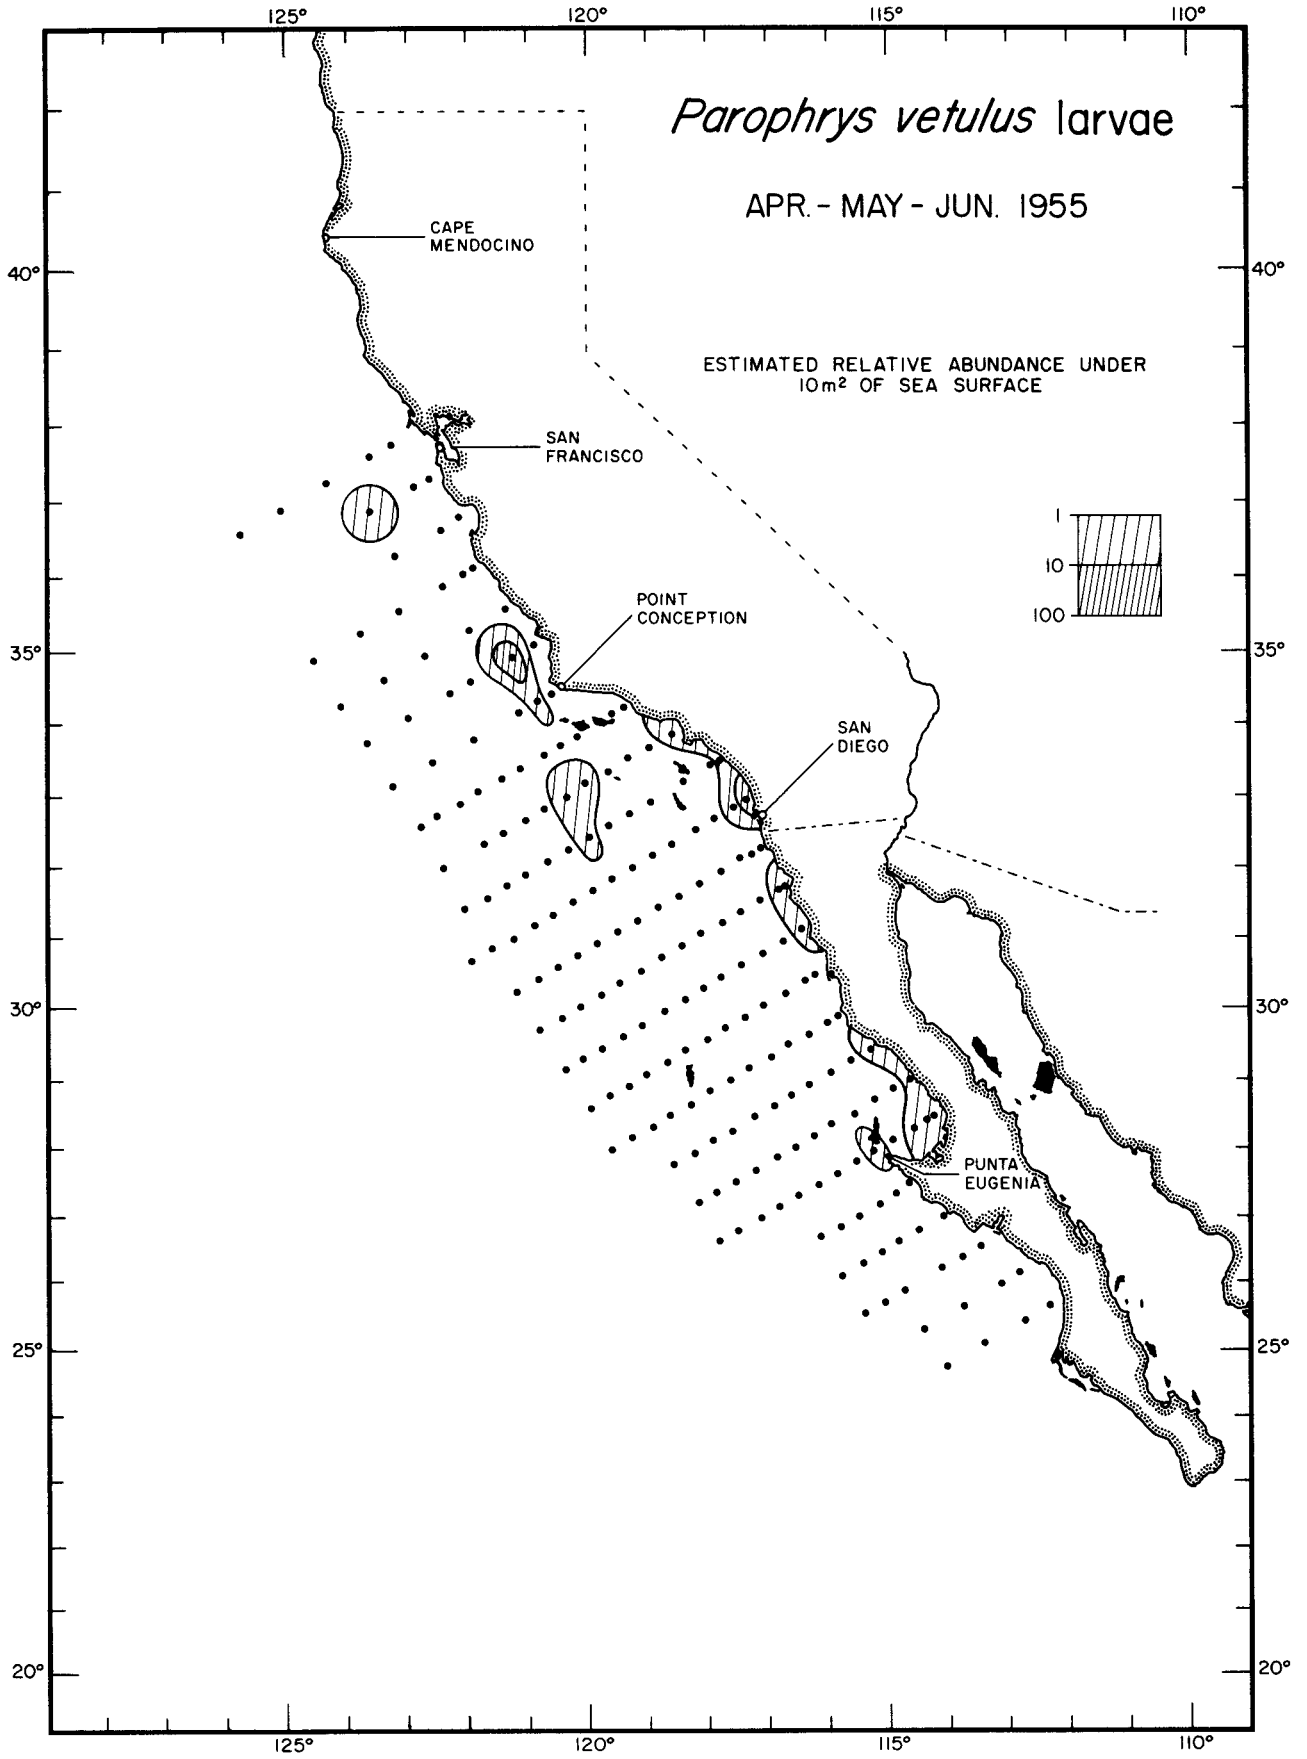 125° 120° 115° 110°
Parophrys vetulus larvae
APR. - MAY - JUN. 1955
CAPE
MENDOCINO
40° 40°
ESTIMATED RELATIVE ABUNDANCE UNDER
10m² OF SEA SURFACE
SAN
FRANCISCO
1
10
100
POINT
CONCEPTION
35° 35°
SAN
DIEGO
30° 30°
PUNTA
EUGENIA
25° 25°
20° 20°
125° 120° 115° 110°